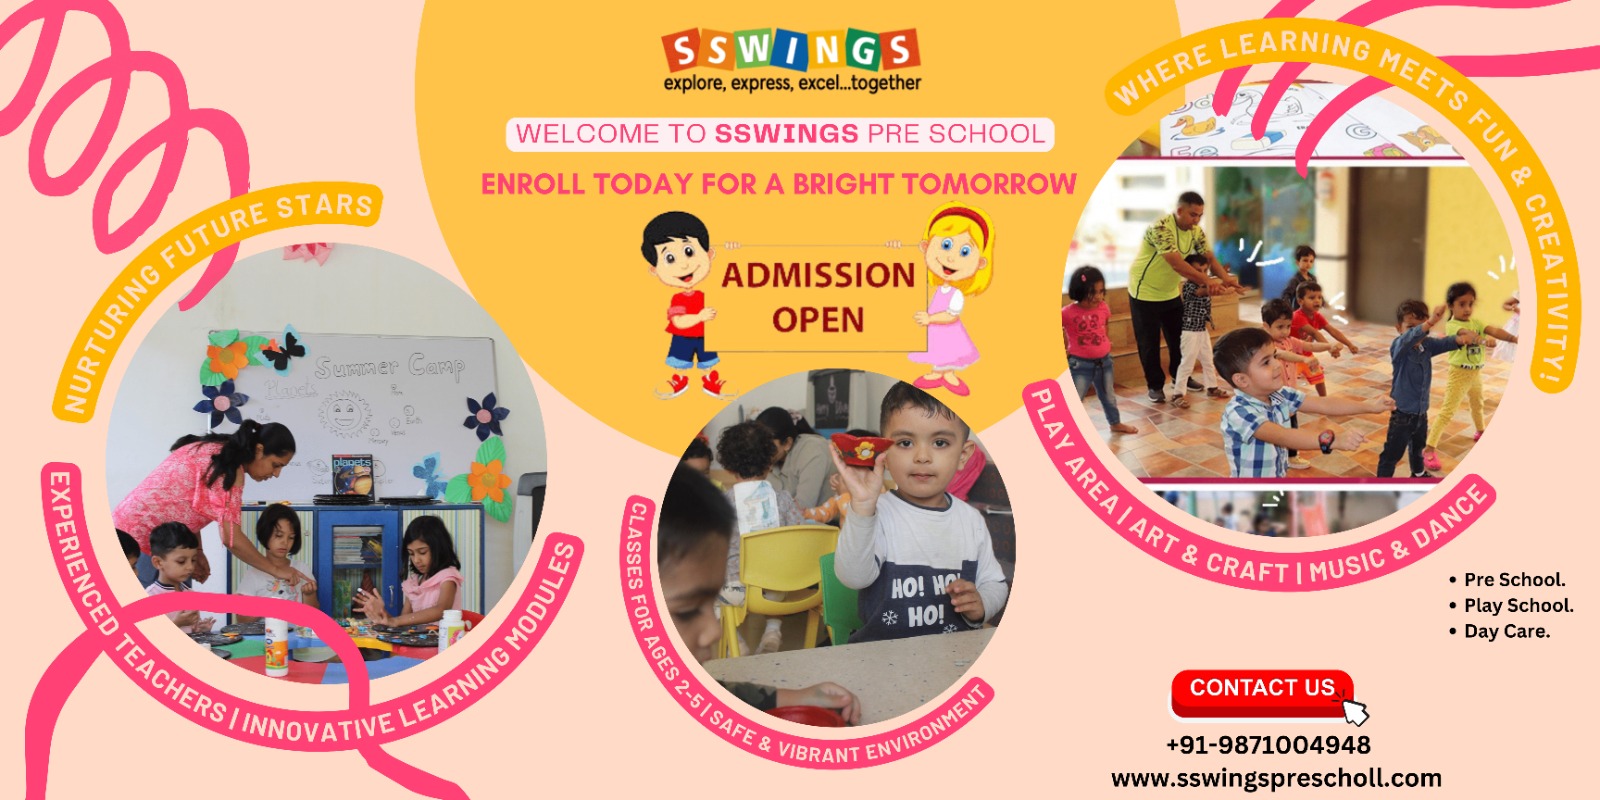 SSWINGS
explore, express, excel...together
WELCOME TO SSWINGS PRE SCHOOL
ENROLL TODAY FOR A BRIGHT TOMORROW
ADMISSION
OPEN
NURTURING FUTURE STARS
Summer Camp
Planets
planets
EXPERIENCED TEACHERS | INNOVATIVE LEARNING MODULES
HO! HO!
HO!
CLASSES FOR AGES 2-5 | SAFE & VIBRANT ENVIRONMENT
WHERE LEARNING MEETS FUN & CREATIVITY!
PLAY AREA | ART & CRAFT | MUSIC & DANCE
• Pre School.
• Play School.
• Day Care.
CONTACT US
+91-9871004948
www.sswingsprescholl.com